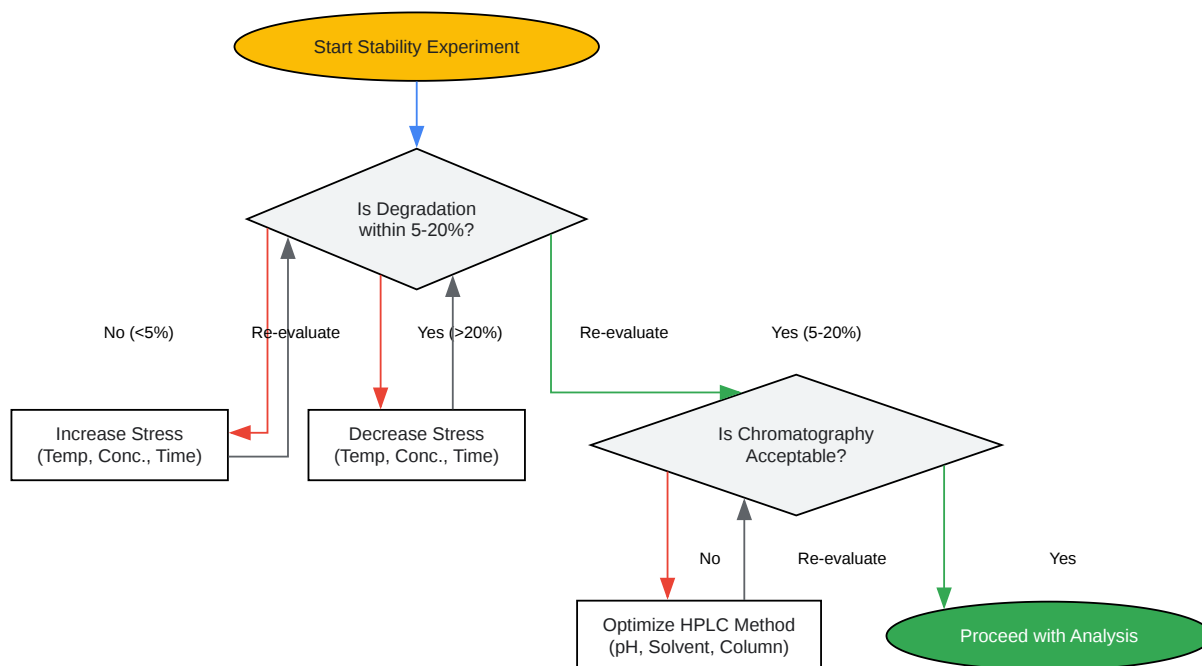 Start Stability Experiment
Is Degradation
within 5-20%?
No (<5%)
Re-evaluate
Yes (>20%)
Re-evaluate
Yes (5-20%)
Increase Stress
(Temp, Conc., Time)
Decrease Stress
(Temp, Conc., Time)
Is Chromatography
Acceptable?
No
Re-evaluate
Yes
Optimize HPLC Method
(pH, Solvent, Column)
Proceed with Analysis